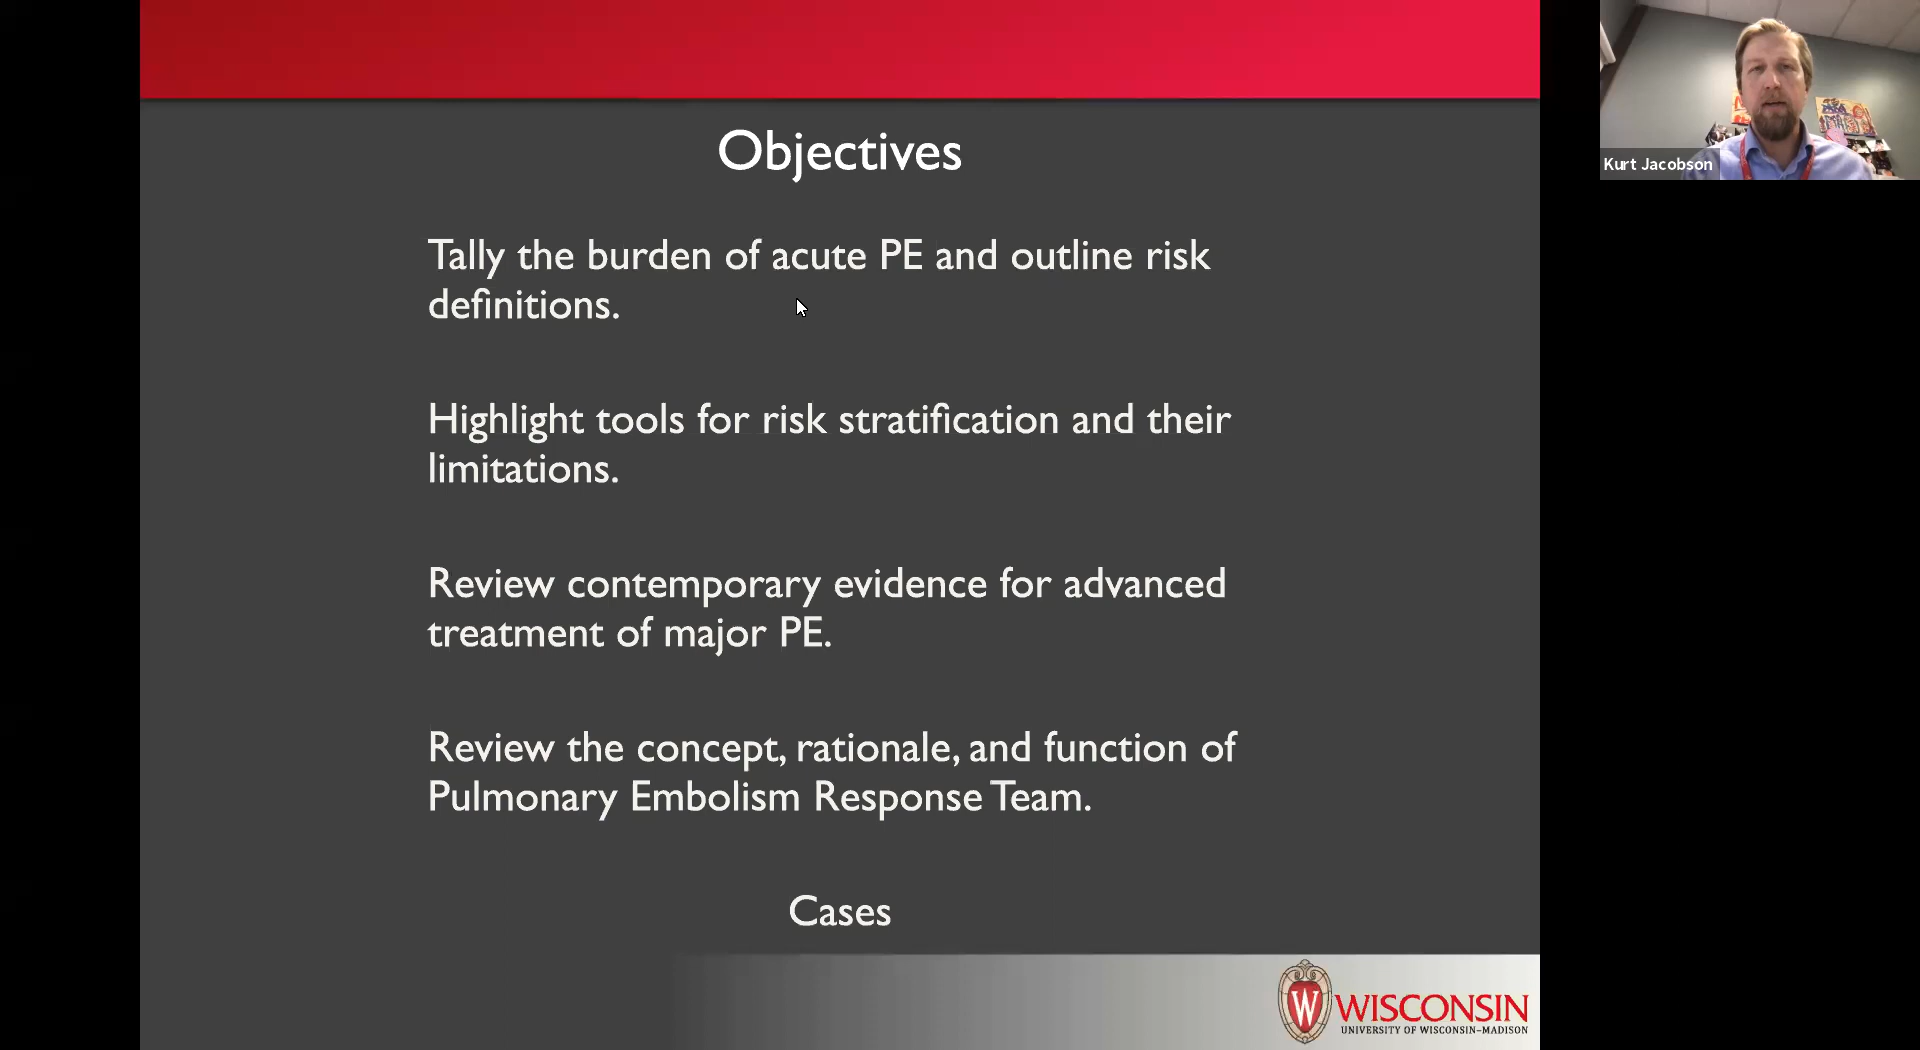 Objectives
Tally the burden of acute PE and outline risk
definitions.
Highlight tools for risk stratification and their
limitations.
Review contemporary evidence for advanced
treatment of major PE.
Review the concept, rationale, and function of
Pulmonary Embolism Response Team.
Cases
W
WISCONSIN
UNIVERSITY OF WISCONSIN–MADISON
Kurt Jacobson